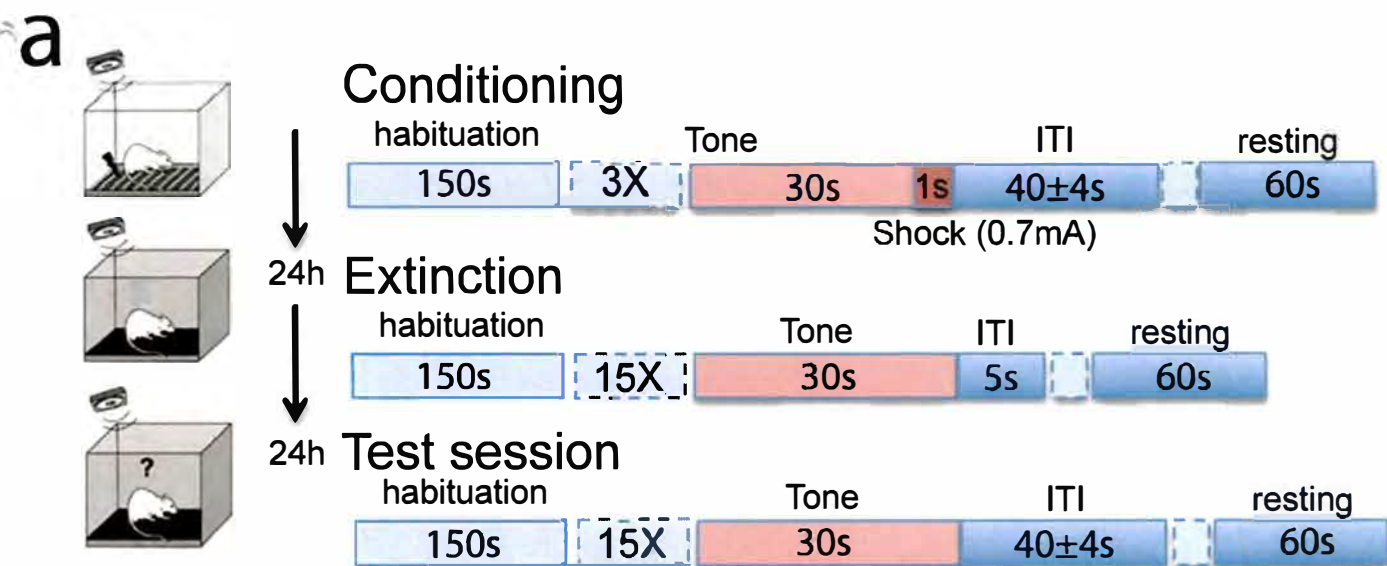 a
Conditioning
habituation Tone ITI resting
150s 3X 30s 1s 40±4s 60s
Shock (0.7mA)
24h Extinction
habituation Tone ITI resting
150s 15X 30s 5s 60s
24h Test session
?
habituation Tone ITI resting
150s 15X 30s 40±4s 60s